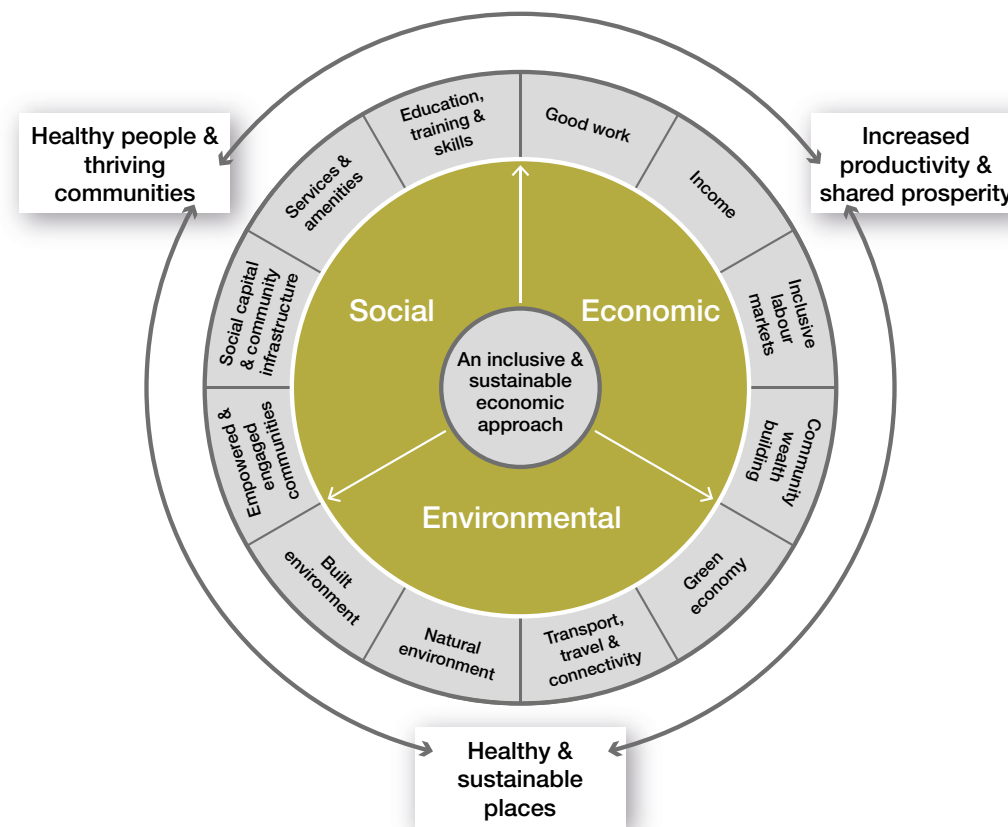 Education,
training &
skills
Good work
Income
Inclusive
labour
markets
Community
wealth
building
Green
economy
Transport,
travel &
connectivity
Natural
environment
Built
environment
Empowered &
engaged
communities
Social capital
& community
infrastructure
Services &
amenities
Healthy people &
thriving
communities
Increased
productivity &
shared prosperity
Social
Economic
An inclusive &
sustainable
economic
approach
Environmental
Healthy &
sustainable
places